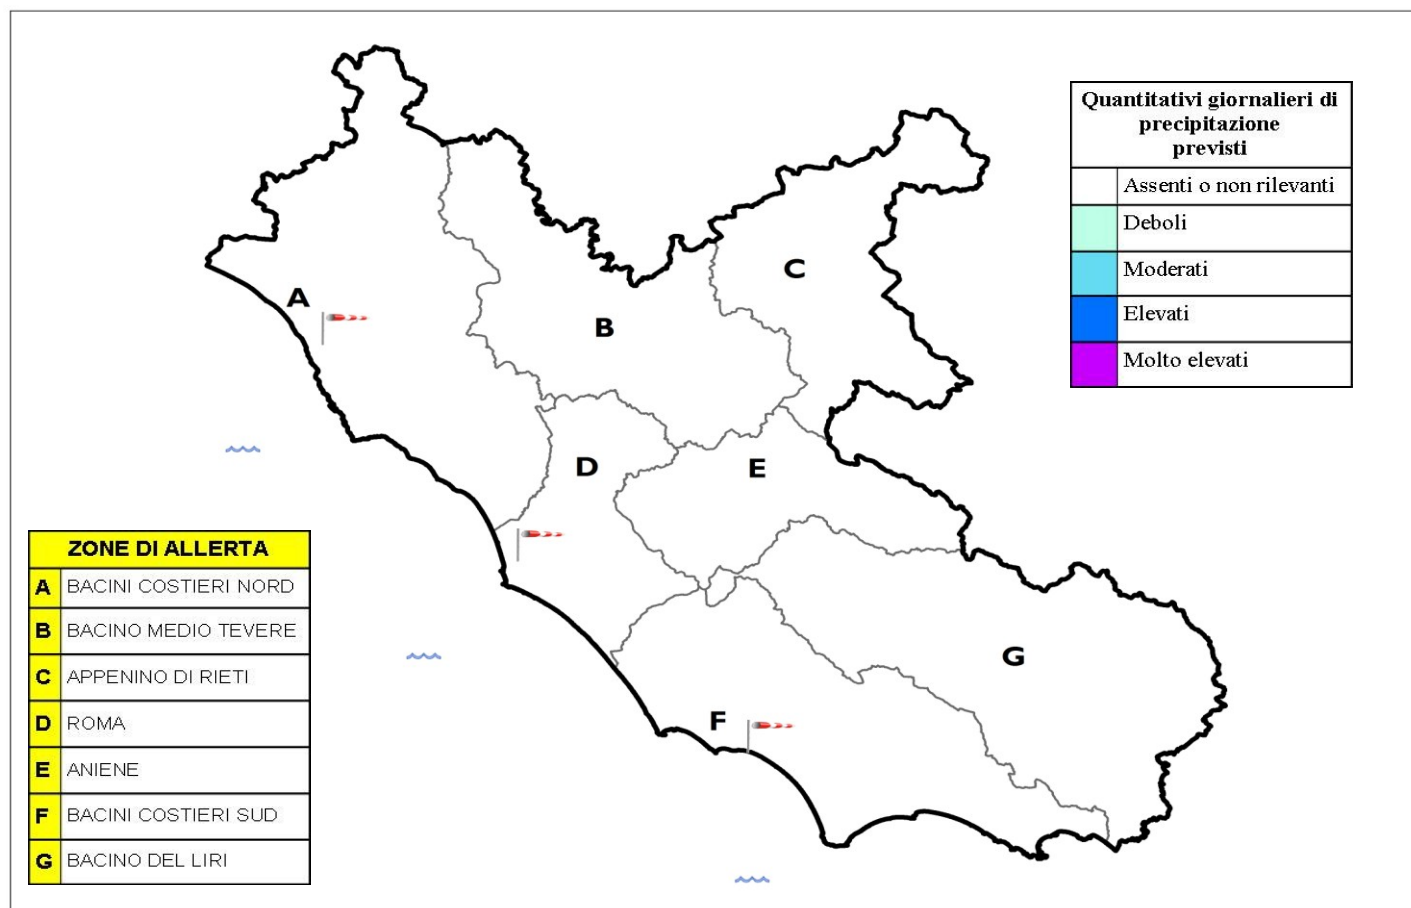 Quantitativi giornalieri di
precipitazione
previsti
Assenti o non rilevanti
Deboli
Moderati
Elevati
Molto elevati
A
B
C
D
E
F
G
ZONE DI ALLERTA
A BACINI COSTIERI NORD
B BACINO MEDIO TEVERE
C APPENINO DI RIETI
D ROMA
E ANIENE
F BACINI COSTIERI SUD
G BACINO DEL LIRI